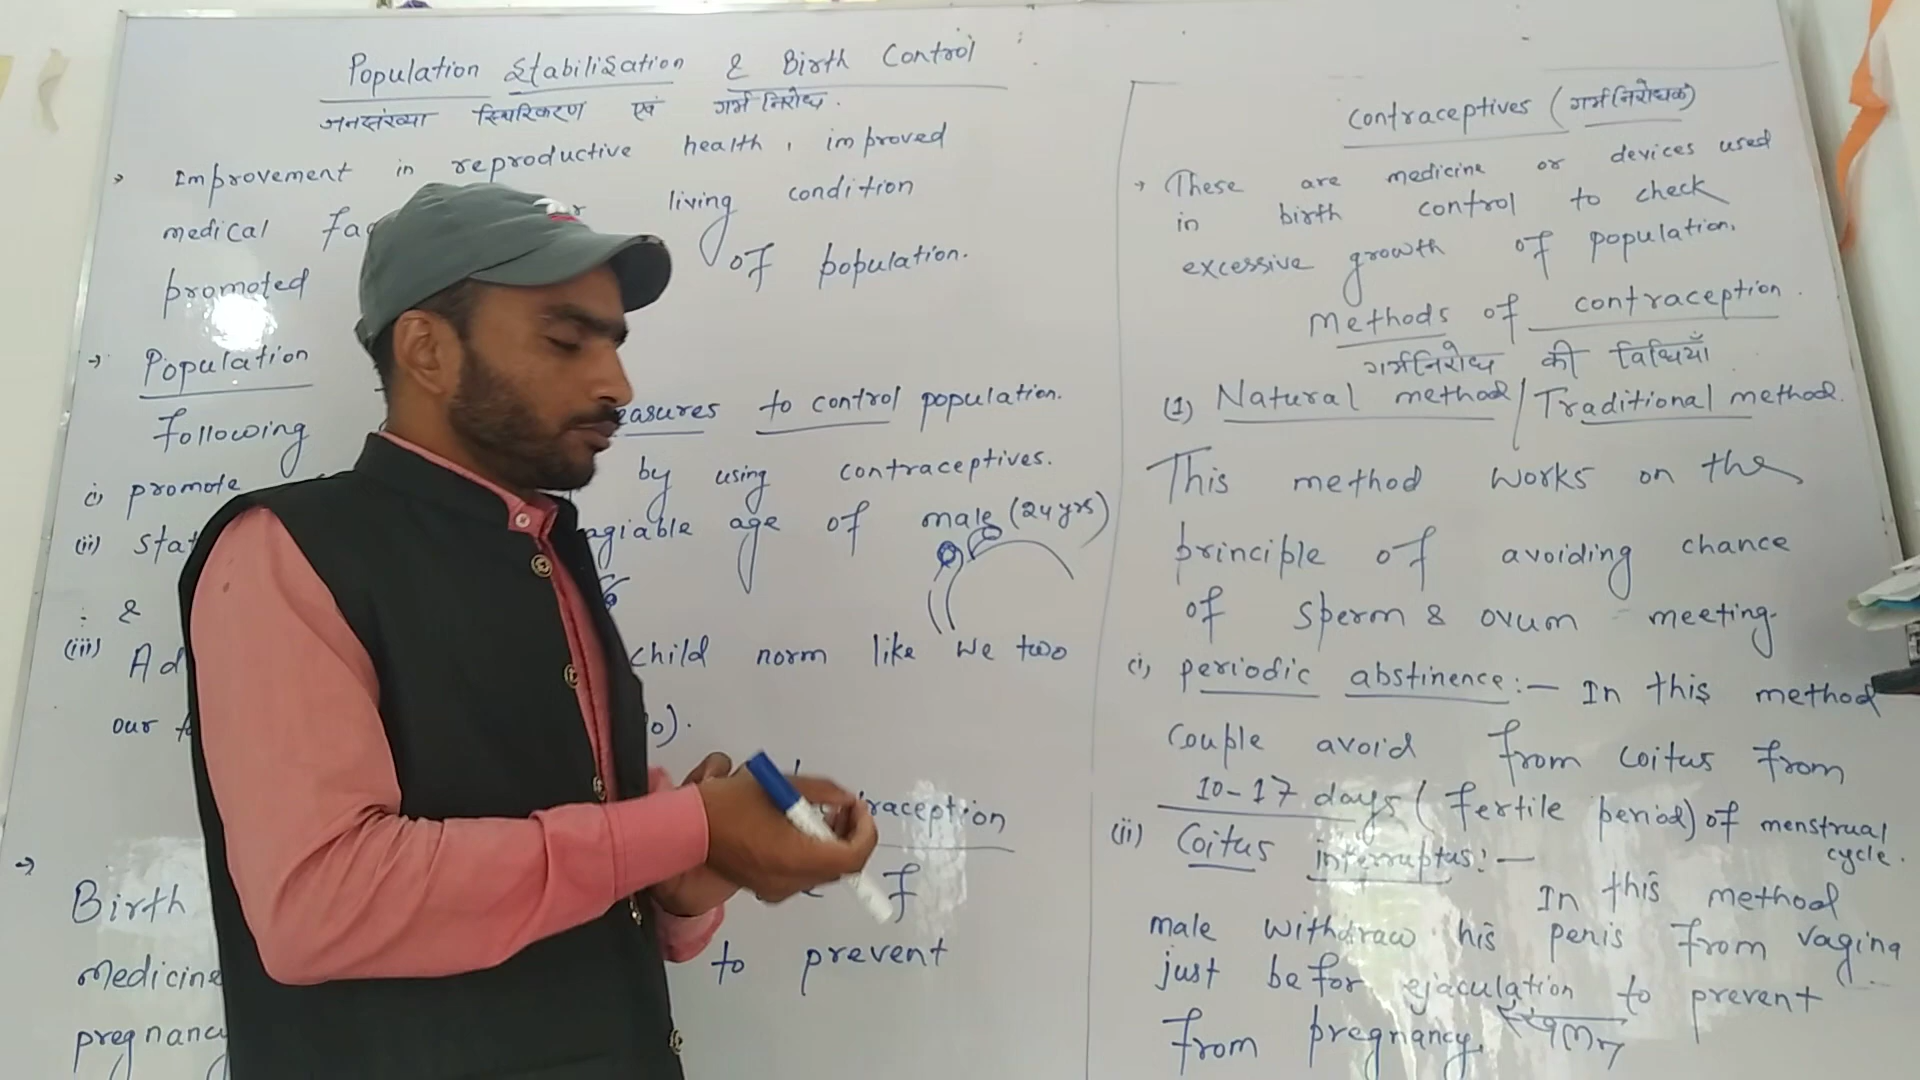 Population Stabilisation & Birth Control
जनसंख्या स्थिरिकरण एवं गर्भ निरोध.
Improvement in reproductive health, improved
medical living condition
promoted of population.
Population
Following to control population.
(i) promote by using contraceptives.
(ii) age of male (24 yrs)
&
(iii) child norm like we two
our
Birth
medicine to prevent
pregnancy
Contraceptives (गर्भनिरोधक)
These are medicine or devices used
in birth control to check
excessive growth of population.
Methods of contraception.
गर्भनिरोध की विधियाँ
(1) Natural method / Traditional method.
This method works on the
principle of avoiding chance
of sperm & ovum meeting.
(i) periodic abstinence :- In this method
couple avoid from coitus from
10-17 days (fertile period) of menstrual
cycle.
(ii) Coitus interruptus :-
In this method
male withdraw his penis from vagina
just befor ejaculation to prevent
from pregnancy. स्खलन